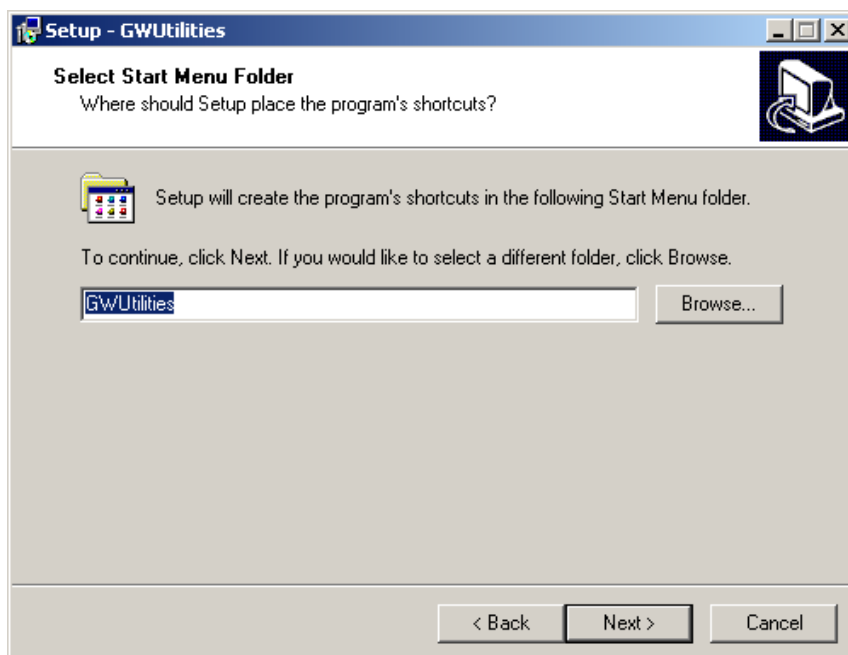 Setup - GWUtilities
Select Start Menu Folder
Where should Setup place the program's shortcuts?
Setup will create the program's shortcuts in the following Start Menu folder.
To continue, click Next. If you would like to select a different folder, click Browse.
GWUtilities
Browse...
< Back
Next >
Cancel